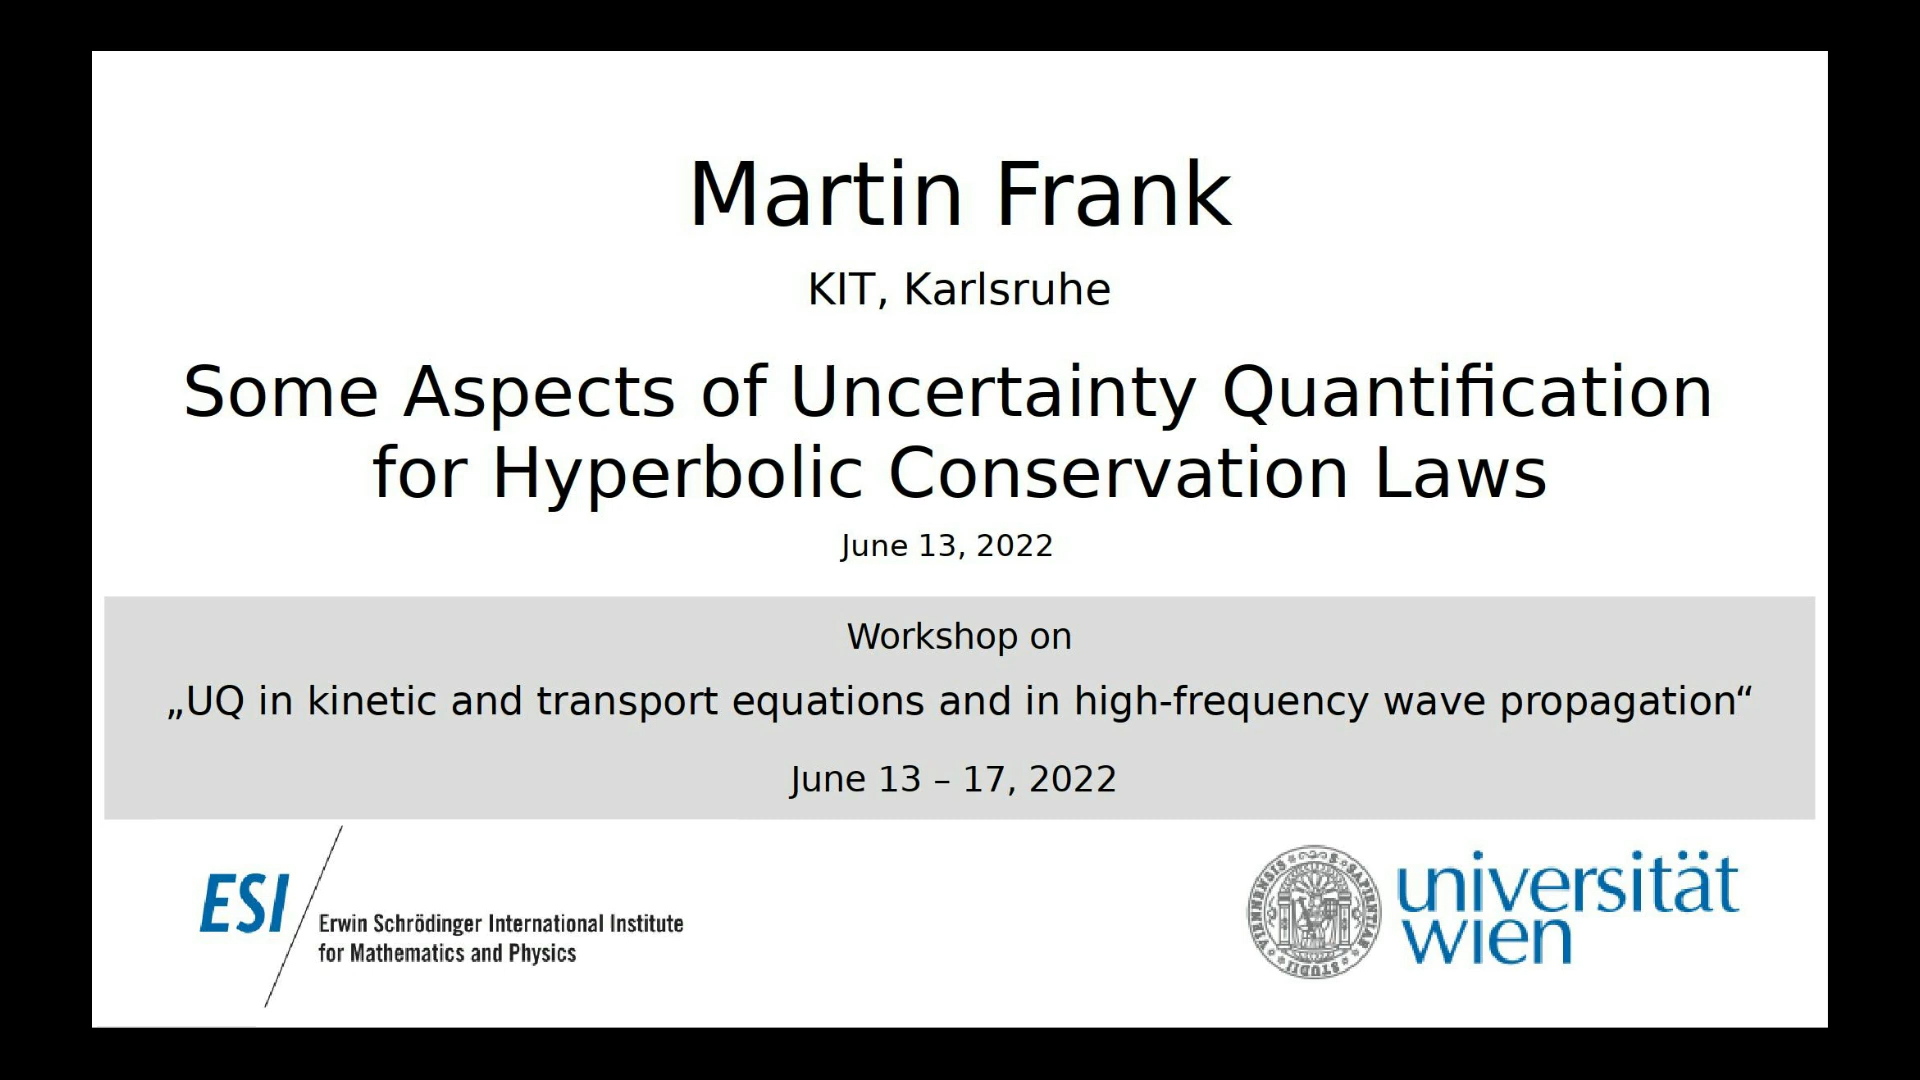 Martin Frank
KIT, Karlsruhe
Some Aspects of Uncertainty Quantification
for Hyperbolic Conservation Laws
June 13, 2022
Workshop on
„UQ in kinetic and transport equations and in high-frequency wave propagation“
June 13 – 17, 2022
ESI
Erwin Schrödinger International Institute
for Mathematics and Physics
universität
wien